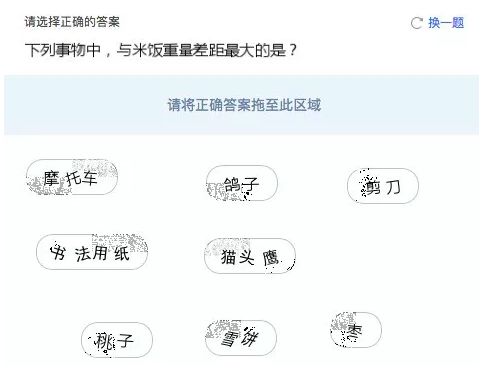 请选择正确的答案 换一题
下列事物中，与米饭重量差距最大的是？
请将正确答案拖至此区域
摩托车 鸽子 剪刀
书法用纸 猫头鹰
桃子 雪饼 枣